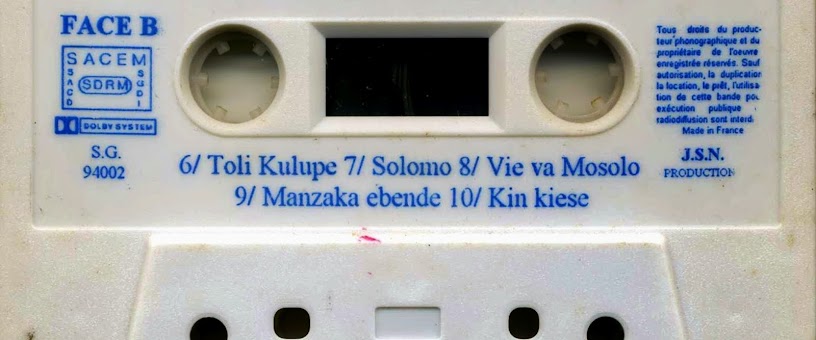 FACE B
SACEM
SACD
SDRM
SGDL
DOLBY SYSTEM
S.G.
94002
6/ Toli Kulupe 7/ Solomo 8/ Vie va Mosolo
9/ Manzaka ebende 10/ Kin kiese
Tous droits du produc-
teur phonographique et du
propriétaire de l'oeuvre
enregistrée réservés. Sauf
autorisation, la duplication
la location, le prêt, l'utilisa
tion de cette bande pou
exécution publique
radiodiffusion sont interd
Made in France
J.S.N.
PRODUCTION